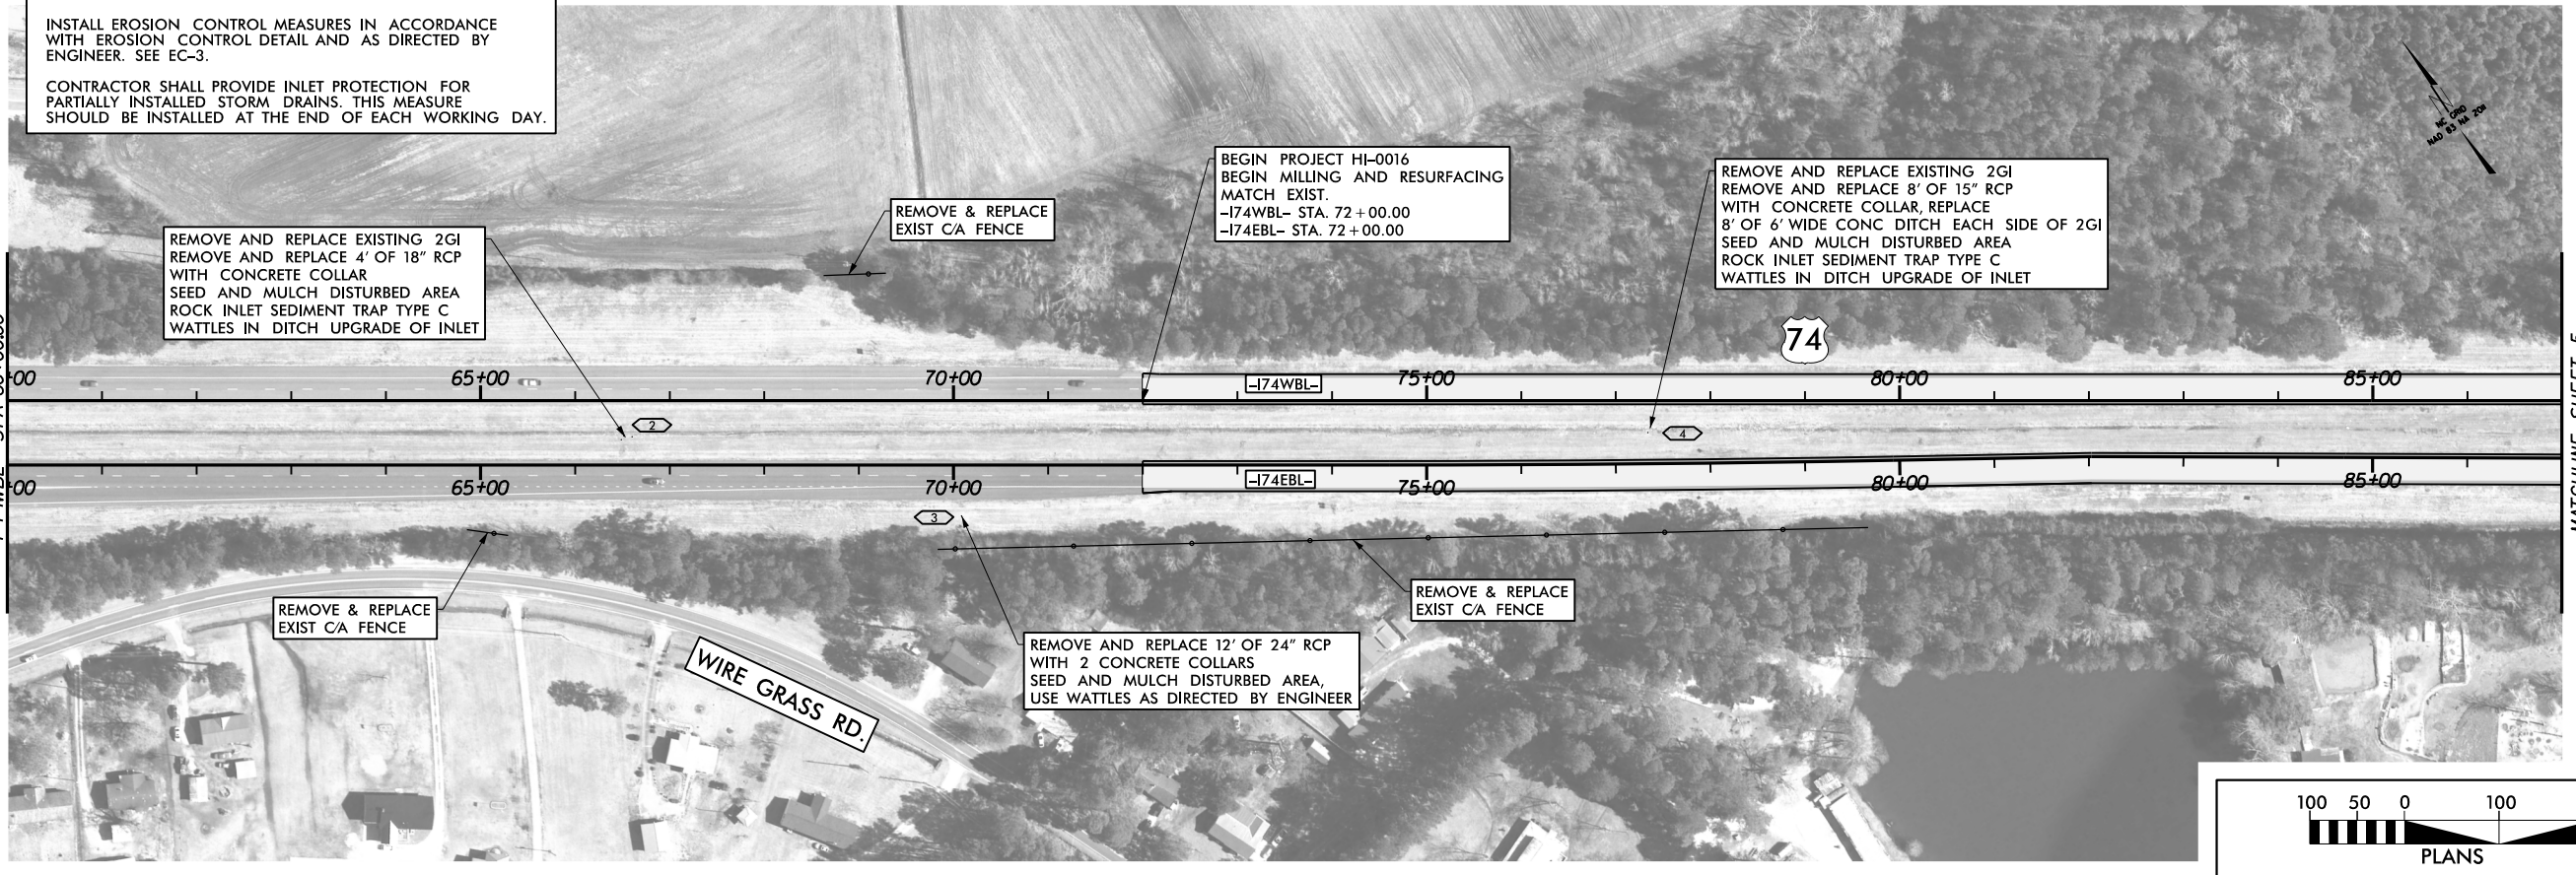 INSTALL EROSION CONTROL MEASURES IN ACCORDANCE
WITH EROSION CONTROL DETAIL AND AS DIRECTED BY
ENGINEER. SEE EC-3.
CONTRACTOR SHALL PROVIDE INLET PROTECTION FOR
PARTIALLY INSTALLED STORM DRAINS. THIS MEASURE
SHOULD BE INSTALLED AT THE END OF EACH WORKING DAY.
NC GRID
NAD 83 NA 2011
BEGIN PROJECT HI-0016
BEGIN MILLING AND RESURFACING
MATCH EXIST.
-I74WBL- STA. 72+00.00
-I74EBL- STA. 72+00.00
REMOVE AND REPLACE EXISTING 2GI
REMOVE AND REPLACE 8' OF 15" RCP
WITH CONCRETE COLLAR, REPLACE
8' OF 6' WIDE CONC DITCH EACH SIDE OF 2GI
SEED AND MULCH DISTURBED AREA
ROCK INLET SEDIMENT TRAP TYPE C
WATTLES IN DITCH UPGRADE OF INLET
REMOVE & REPLACE
EXIST C/A FENCE
REMOVE AND REPLACE EXISTING 2GI
REMOVE AND REPLACE 4' OF 18" RCP
WITH CONCRETE COLLAR
SEED AND MULCH DISTURBED AREA
ROCK INLET SEDIMENT TRAP TYPE C
WATTLES IN DITCH UPGRADE OF INLET
74
+00
65+00
70+00
-I74WBL-
75+00
80+00
85+00
2
4
+00
65+00
70+00
-I74EBL-
75+00
80+00
85+00
3
REMOVE & REPLACE
EXIST C/A FENCE
REMOVE & REPLACE
EXIST C/A FENCE
REMOVE AND REPLACE 12' OF 24" RCP
WITH 2 CONCRETE COLLARS
SEED AND MULCH DISTURBED AREA,
USE WATTLES AS DIRECTED BY ENGINEER
WIRE GRASS RD.
100 50 0 100
PLANS